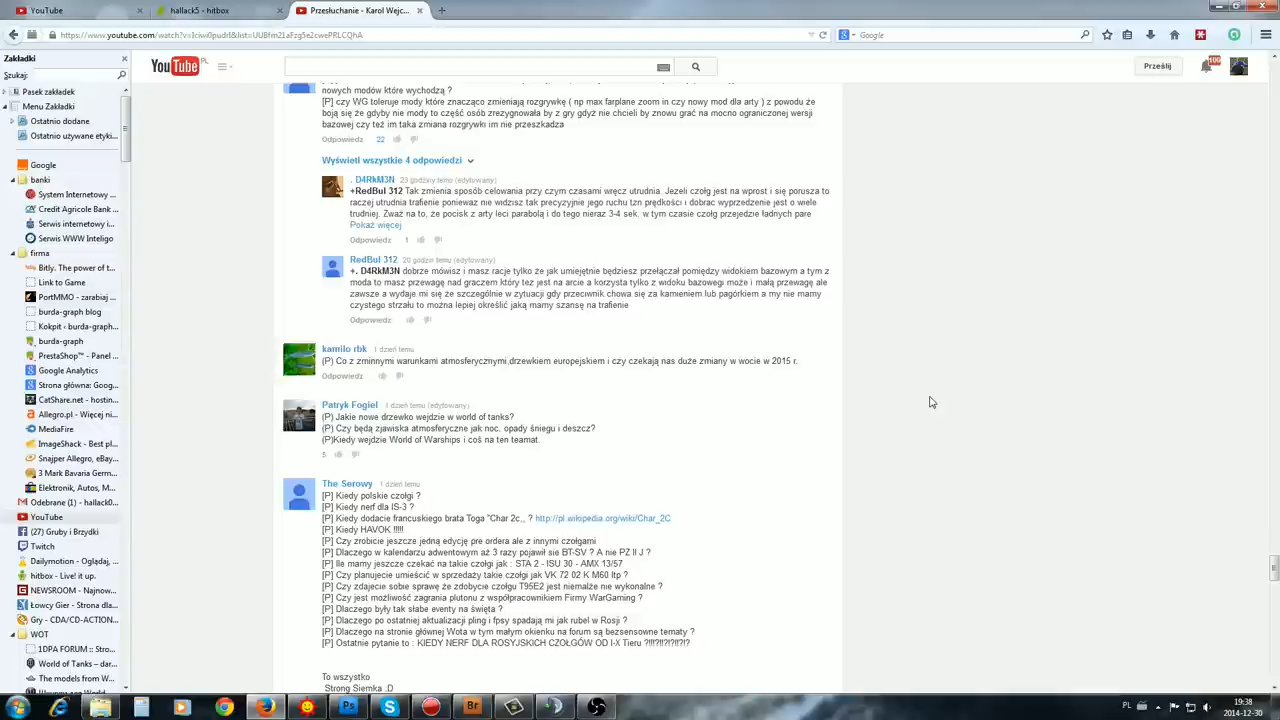 Twitch
hallack5 - hitbox
Przesłuchanie - Karol Wejc...
https://www.youtube.com/watch?v=Iciwi0pudrI&list=UUBfm21aFzg5e2cwePRLCQhA
Google
Zakładki
Szukaj:
YouTube PL
Prześlij
Pasek zakładek
Menu Zakładki
Ostatnio dodane
Ostatnio używane etyki...
Google
banki
System Internetowy ...
Credit Agricole Bank ...
Serwis internetowy i ...
Serwis WWW Inteligo
firma
Bitly. The power of t...
Link to Game
PortMMO - zarabiaj ...
burda-graph blog
Kokpit ‹ burda-graph...
burda-graph
PrestaShop™ - Panel ...
Google Analytics
Strona główna: Goog...
CatShare.net - hostin...
Allegro.pl - Więcej ni...
MediaFire
ImageShack - Best pl...
Snajper Allegro, eBay...
3 Mark Bavaria Germ...
Elektronik, Autos, M...
Odebrane (1) - hallack0...
YouTube
(27) Gruby i Brzydki
Twitch
Dailymotion - Oglądaj, ...
hitbox - Live! it up.
NEWSROOM - Najnow...
Łowcy Gier - Strona dla...
Gry - CDA/CD-ACTION...
WOT
1DPA FORUM :: Stron...
World of Tanks – dar...
The models from W...
nowych modów które wychodzą ?
[P] czy WG toleruje mody które znacząco zmieniają rozgrywkę ( np max farplane zoom in czy nowy mod dla arty ) z powodu że
boją się że gdyby nie mody to część osób zrezygnowała by z gry gdyż nie chcieli by znowu grać na mocno ograniczonej wersji
bazowej czy też im taka zmiana rozgrywki im nie przeszkadza
Odpowiedz 22
Wyświetl wszystkie 4 odpowiedzi
. D4RkM3N 23 godziny temu (edytowany)
+RedBul 312 Tak zmienia sposób celowania przy czym czasami wręcz utrudnia. Jezeli czołg jest na wprost i się porusza to
raczej utrudnia trafienie ponieważ nie widzisz tak precyzyjnie jego ruchu tzn prędkości i dobrac wyprzedzenie jest o wiele
trudniej. Zważ na to, że pocisk z arty leci parabolą i do tego nieraz 3-4 sek. w tym czasie czołg przejedzie ładnych pare
Pokaż więcej
Odpowiedz 1
RedBul 312 20 godzin temu (edytowany)
+. D4RkM3N dobrze mówisz i masz racje tylko że jak umiejętnie będziesz przełączał pomiędzy widokiem bazowym a tym z
moda to masz przewagę nad graczem który też jest na arcie a korzysta tylko z widoku bazowego może i małą przewagę ale
zawsze a wydaje mi się że szczególnie w zytuacji gdy przeciwnik chowa się za kamieniem lub pagórkiem a my nie mamy
czystego strzału to można lepiej określić jaką mamy szansę na trafienie
Odpowiedz
kamilo rbk 1 dzień temu
(P) Co z zminnymi warunkami atmosferycznymi,drzewkiem europejskiem i czy czekają nas duże zmiany w wocie w 2015 r.
Odpowiedz
Patryk Fogiel 1 dzień temu (edytowany)
(P) Jakie nowe drzewko wejdzie w world of tanks?
(P) Czy będą zjawiska atmosferyczne jak noc. opady śniegu i deszcz?
(P)Kiedy wejdzie World of Warships i coś na ten teamat.
5
The Serowy 1 dzień temu
[P] Kiedy polskie czołgi ?
[P] Kiedy nerf dla IS-3 ?
[P] Kiedy dodacie francuskiego brata Toga "Char 2c,, ? http://pl.wikipedia.org/wiki/Char_2C
[P] Kiedy HAVOK !!!!!
[P] Czy zrobicie jeszcze jedną edycję pre ordera ale z innymi czołgami
[P] Dlaczego w kalendarzu adwentowym aż 3 razy pojawił sie BT-SV ? A nie PZ II J ?
[P] Ile mamy jeszcze czekać na takie czołgi jak : STA 2 - ISU 30 - AMX 13/57
[P] Czy planujecie umieścić w sprzedaży takie czołgi jak VK 72 02 K M60 Itp ?
[P] Czy zdajecie sobie sprawę że zdobycie czołgu T95E2 jest niemalże nie wykonalne ?
[P] Czy jest możliwość zagrania plutonu z współpracownikiem Firmy WarGaming ?
[P] Dlaczego były tak słabe eventy na święta ?
[P] Dlaczego po ostatniej aktualizacji pling i fpsy spadają mi jak rubel w Rosji ?
[P] Dlaczego na stronie głównej Wota w tym małym okienku na forum są bezsensowne tematy ?
[P] Ostatnie pytanie to : KIEDY NERF DLA ROSYJSKICH CZOŁGÓW OD I-X Tieru ?!!?!!?!?!!?!?
To wszystko
Strong Siemka ;D
PL
19:38
2014-12-30